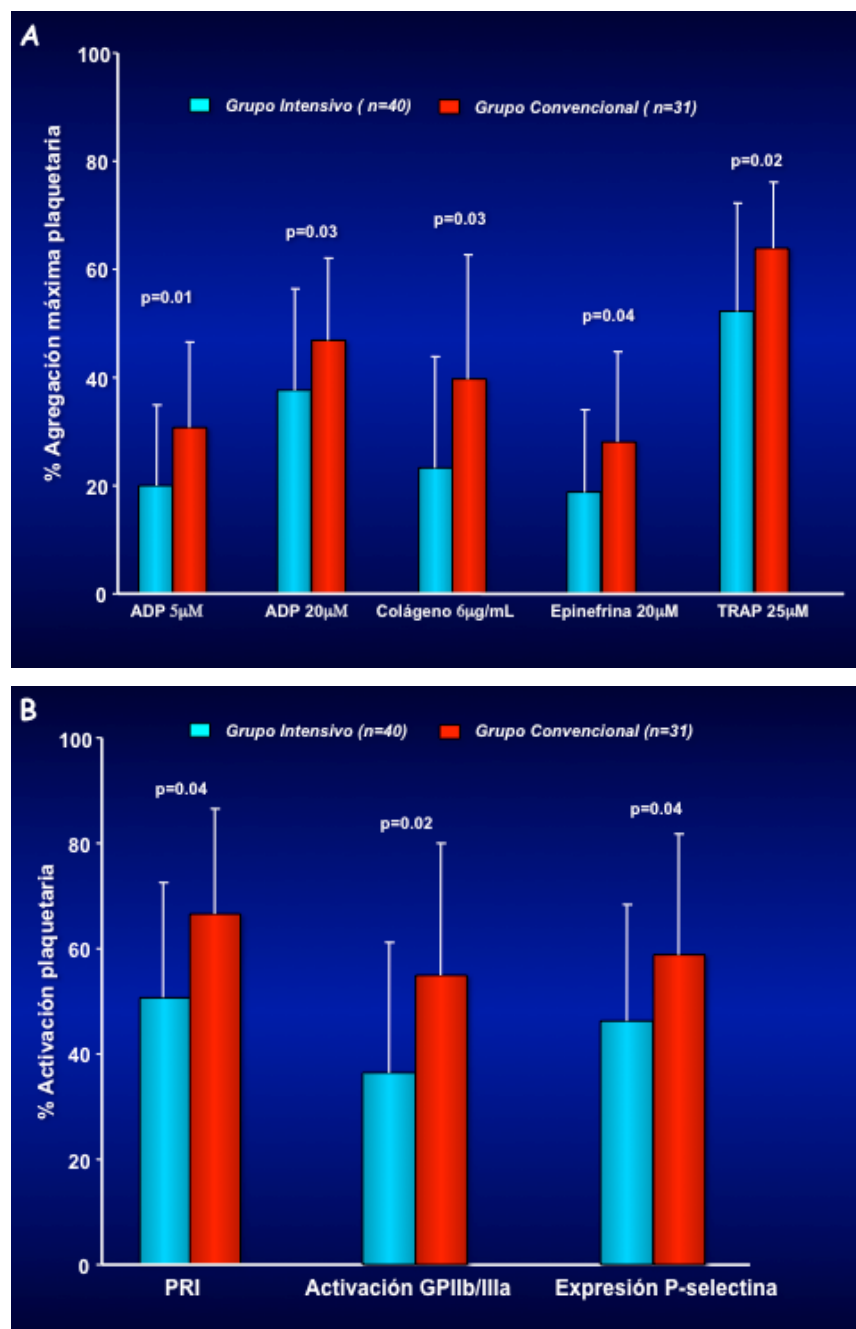 A
100
Grupo Intensivo ( n=40) Grupo Convencional ( n=31)
% Agregación máxima plaquetaria
80
60
40
20
0
p=0.01
p=0.03
p=0.03
p=0.04
p=0.02
ADP 5μM ADP 20μM Colágeno 6μg/mL Epinefrina 20μM TRAP 25μM
B
100
Grupo Intensivo (n=40) Grupo Convencional (n=31)
% Activación plaquetaria
80
60
40
20
0
p=0.04
p=0.02
p=0.04
PRI Activación GPIIb/IIIa Expresión P-selectina